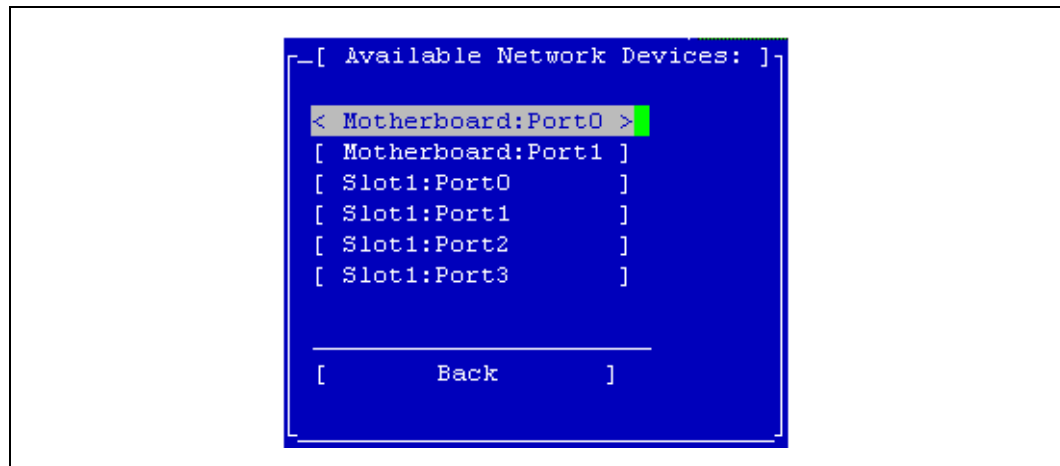 [ Available Network Devices: ]
< Motherboard:Port0 >
[ Motherboard:Port1 ]
[ Slot1:Port0 ]
[ Slot1:Port1 ]
[ Slot1:Port2 ]
[ Slot1:Port3 ]
[ Back ]